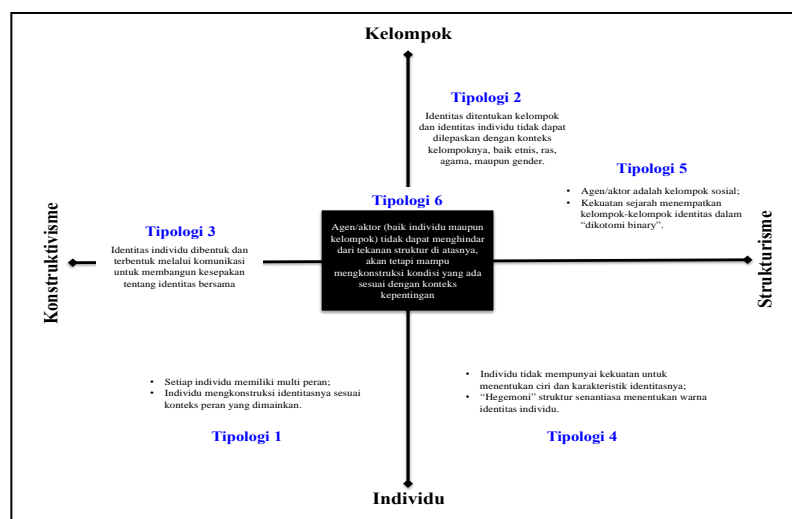 Kelompok
Tipologi 2
Identitas ditentukan kelompok
dan identitas individu tidak dapat
dilepaskan dengan konteks
kelompoknya, baik etnis, ras,
agama, maupun gender.
Tipologi 5
• Agen/aktor adalah kelompok sosial;
• Kekuatan sejarah menempatkan
kelompok-kelompok identitas dalam
“dikotomi binary”.
Tipologi 6
Agen/aktor (baik individu maupun
kelompok) tidak dapat menghindar
dari tekanan struktur di atasnya,
akan tetapi mampu
mengkonstruksi kondisi yang ada
sesuai dengan konteks
kepentingan
Tipologi 3
Identitas individu dibentuk dan
terbentuk melalui komunikasi
untuk membangun kesepakan
tentang identitas bersama
Konstruktivisme
Strukturisme
• Setiap individu memiliki multi peran;
• Individu mengkonstruksi identitasnya sesuai
konteks peran yang dimainkan.
Tipologi 1
• Individu tidak mempunyai kekuatan untuk
menentukan ciri dan karakteristik identitasnya;
• “Hegemoni” struktur senantiasa menentukan warna
identitas individu.
Tipologi 4
Individu